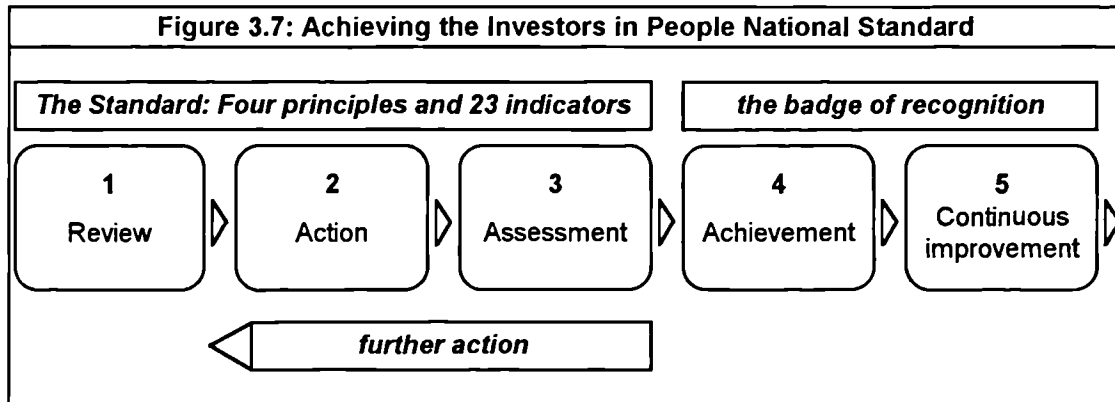 Figure 3.7: Achieving the Investors in People National Standard
The Standard: Four principles and 23 indicators
the badge of recognition
1
Review
2
Action
3
Assessment
4
Achievement
5
Continuous
improvement
further action